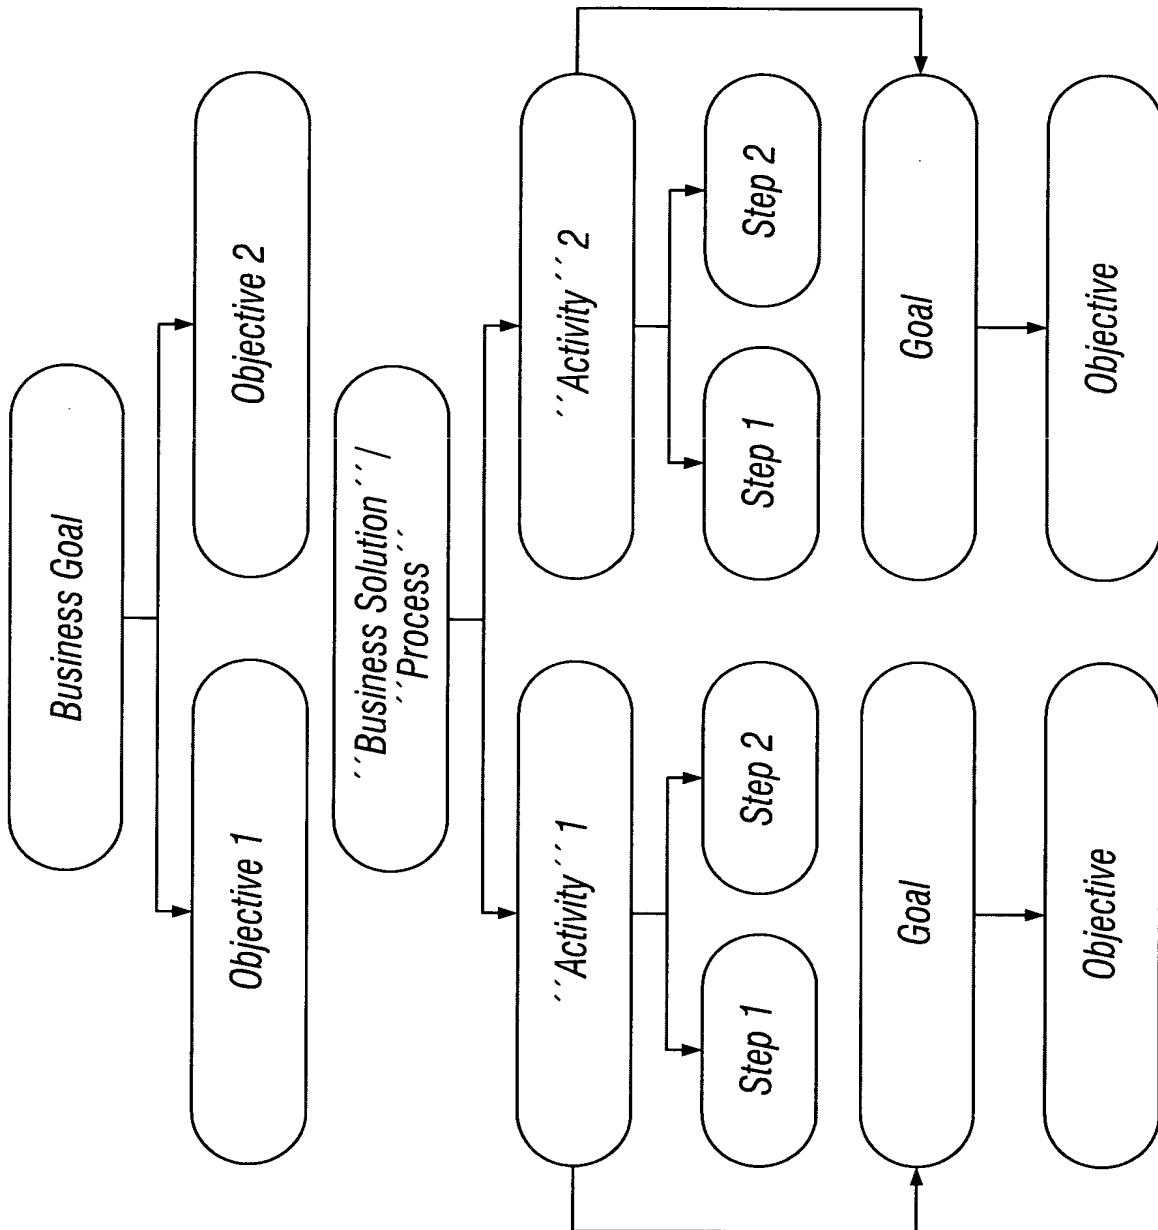 Business Goal
Objective 1
Objective 2
´´Business Solution´´/
´´Process´´
´´Activity´´1
´´Activity´´2
Step 1
Step 2
Step 1
Step 2
Goal
Goal
Objective
Objective